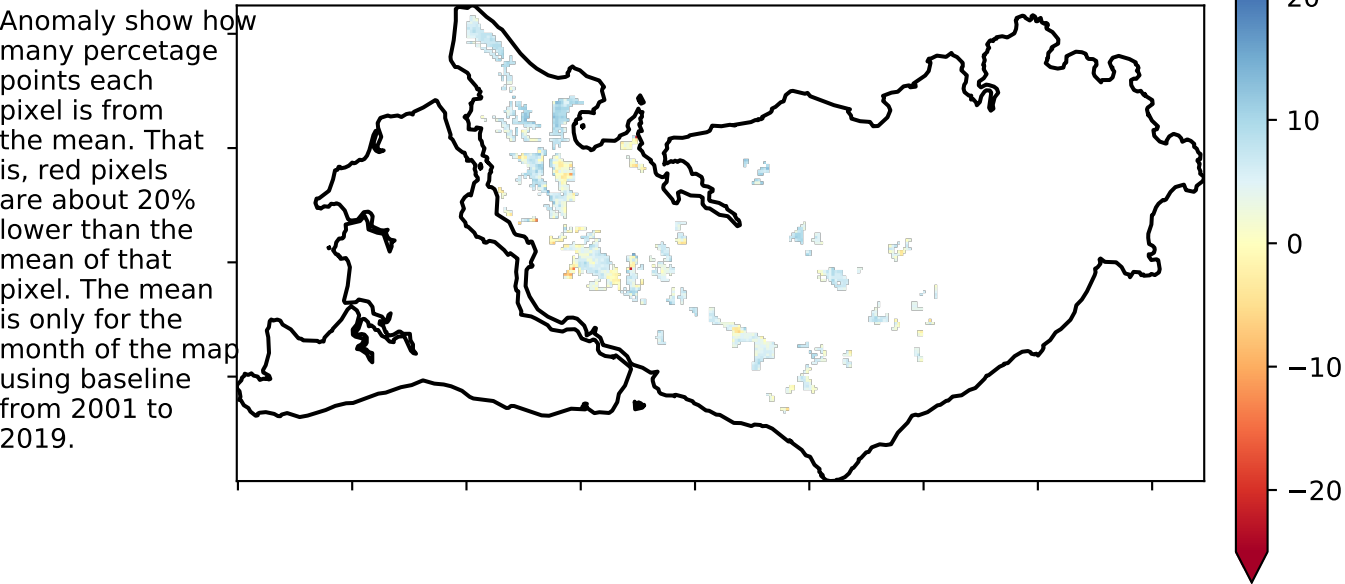 Anomaly show how
many percetage
points each
pixel is from
the mean. That
is, red pixels
are about 20%
lower than the
mean of that
pixel. The mean
is only for the
month of the map
using baseline
from 2001 to
2019.
20
10
0
−10
−20